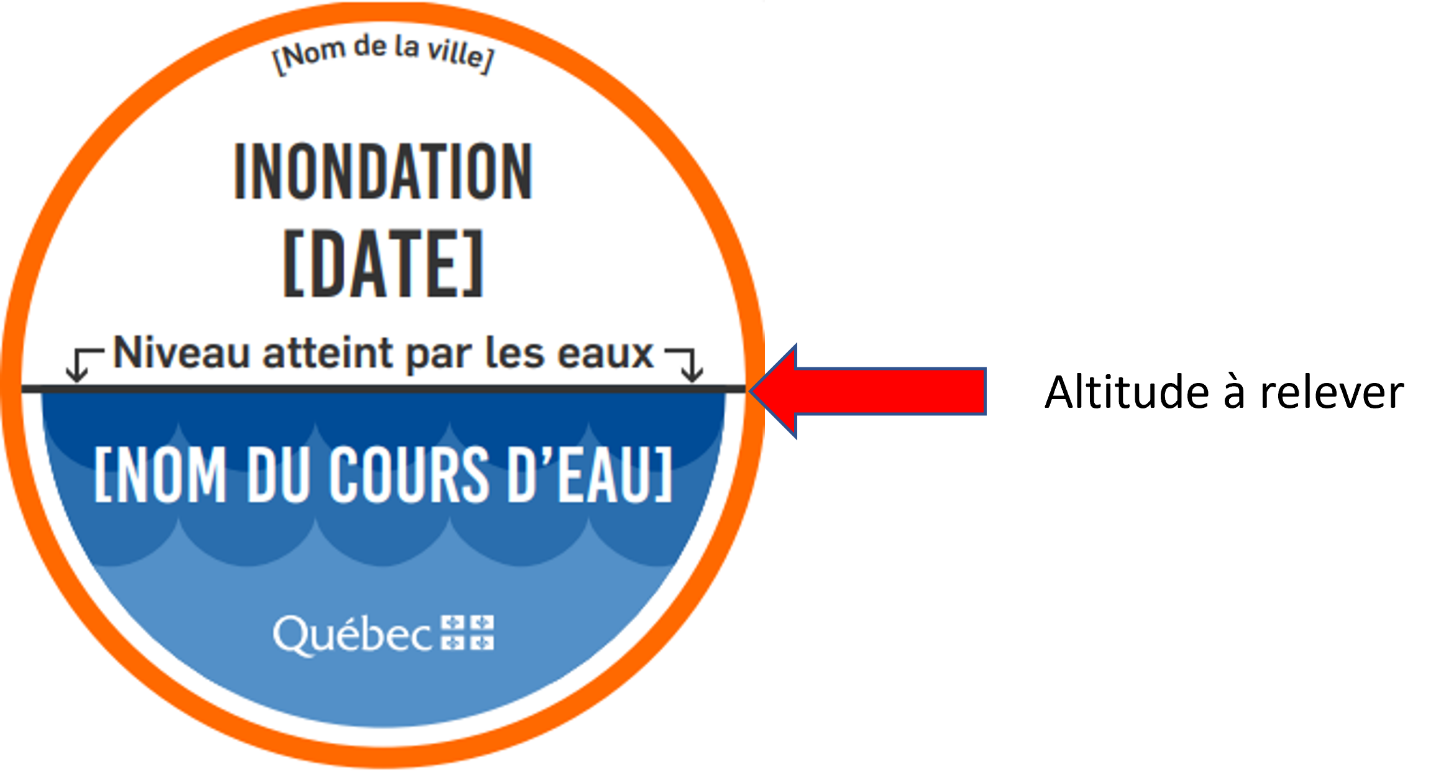 [Nom de la ville]
INONDATION
[DATE]
Niveau atteint par les eaux
Altitude à relever
[NOM DU COURS D'EAU]
Québec